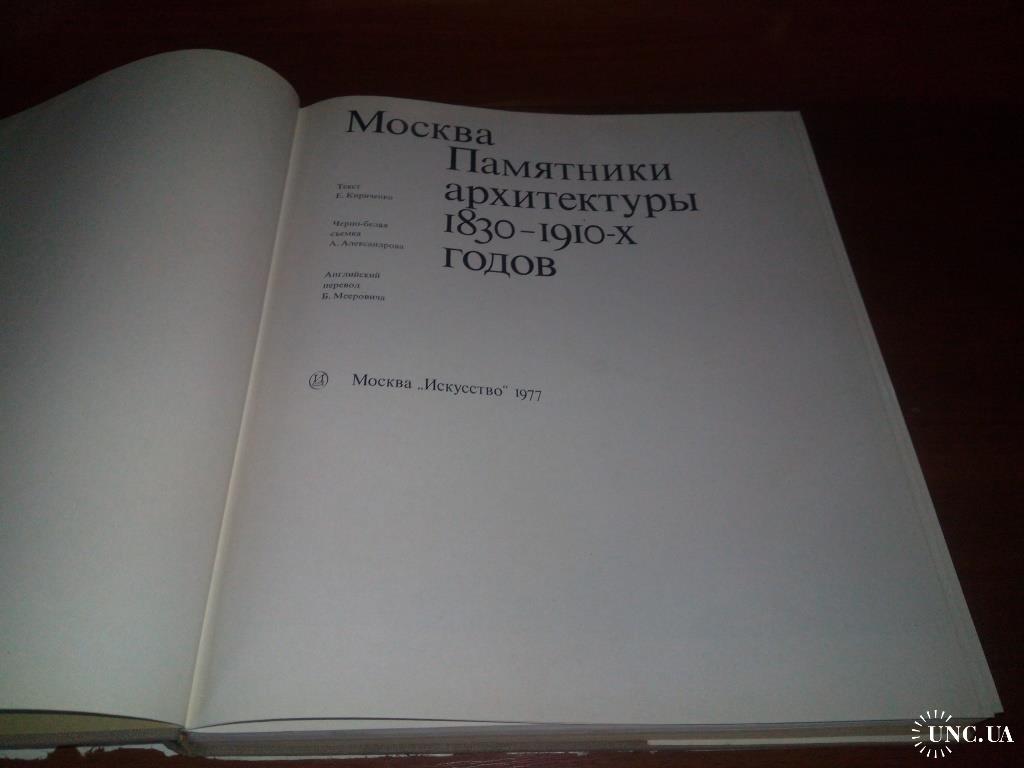 Москва
Памятники
архитектуры
1830–1910-х
годов
Текст
Е. Кириченко
Черно-белая
съемка
А. Александрова
Английский
перевод
Б. Мееровича
И Москва „Искусство“ 1977
UNC.UA